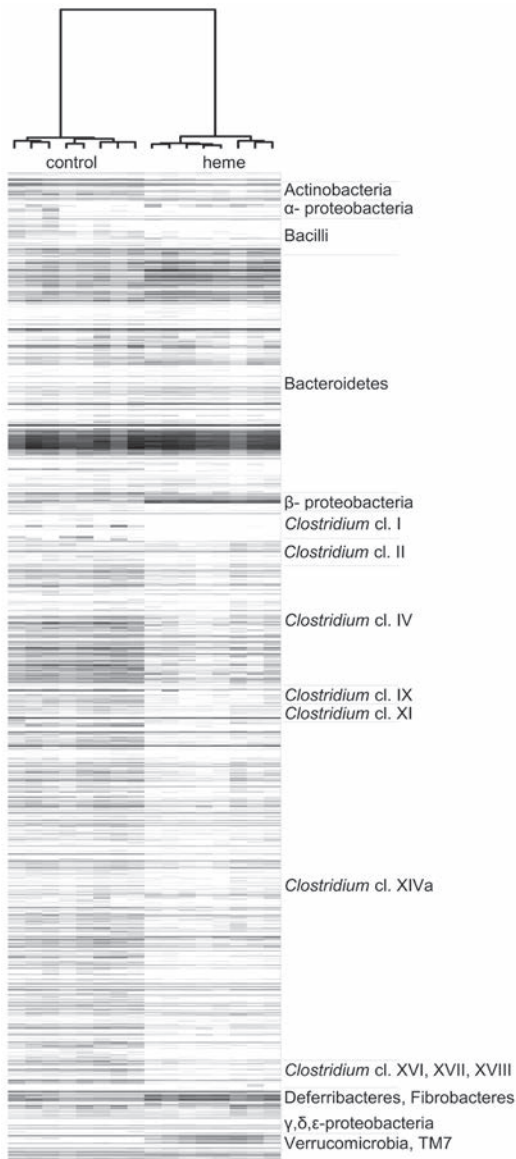 control heme
Actinobacteria
α- proteobacteria
Bacilli
Bacteroidetes
β- proteobacteria
Clostridium cl. I
Clostridium cl. II
Clostridium cl. IV
Clostridium cl. IX
Clostridium cl. XI
Clostridium cl. XIVa
Clostridium cl. XVI, XVII, XVIII
Deferribacteres, Fibrobacteres
γ,δ,ε-proteobacteria
Verrucomicrobia, TM7